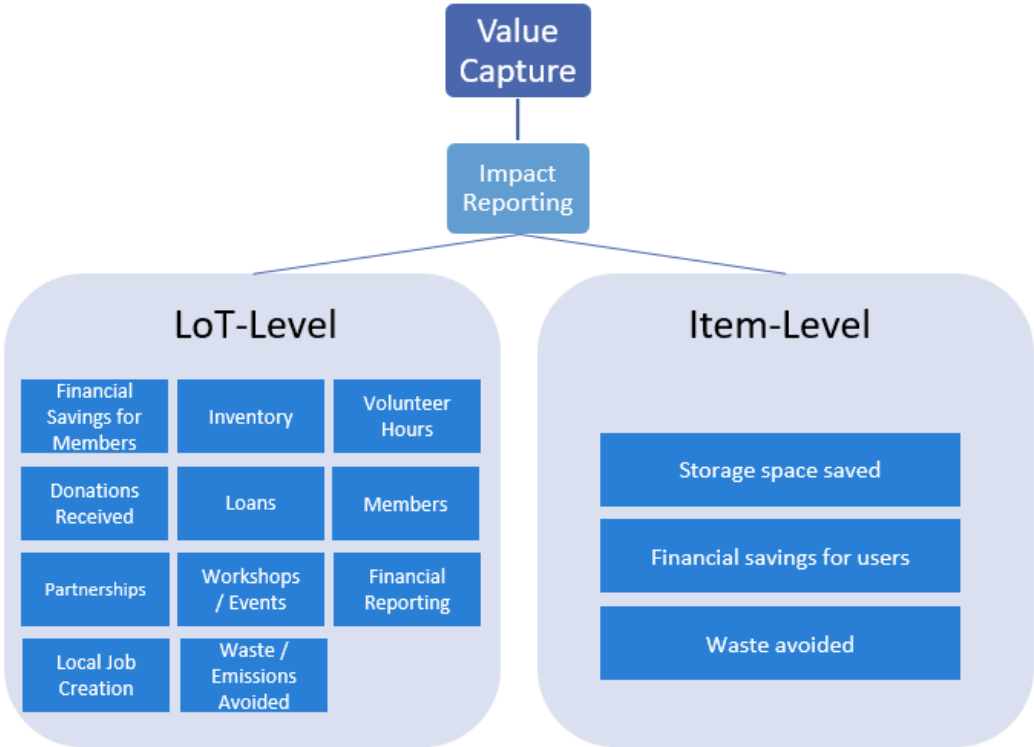 Value
Capture
Impact
Reporting
LoT-Level
Financial
Savings for
Members
Inventory
Volunteer
Hours
Donations
Received
Loans
Members
Partnerships
Workshops
/ Events
Financial
Reporting
Local Job
Creation
Waste /
Emissions
Avoided
Item-Level
Storage space saved
Financial savings for users
Waste avoided